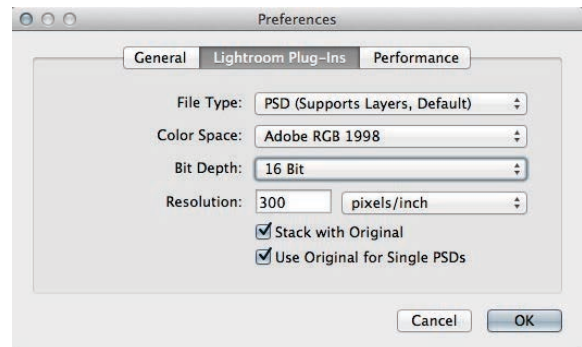 Preferences
General Lightroom Plug-Ins Performance
File Type: PSD (Supports Layers, Default)
Color Space: Adobe RGB 1998
Bit Depth: 16 Bit
Resolution: 300 pixels/inch
Stack with Original
Use Original for Single PSDs
Cancel OK